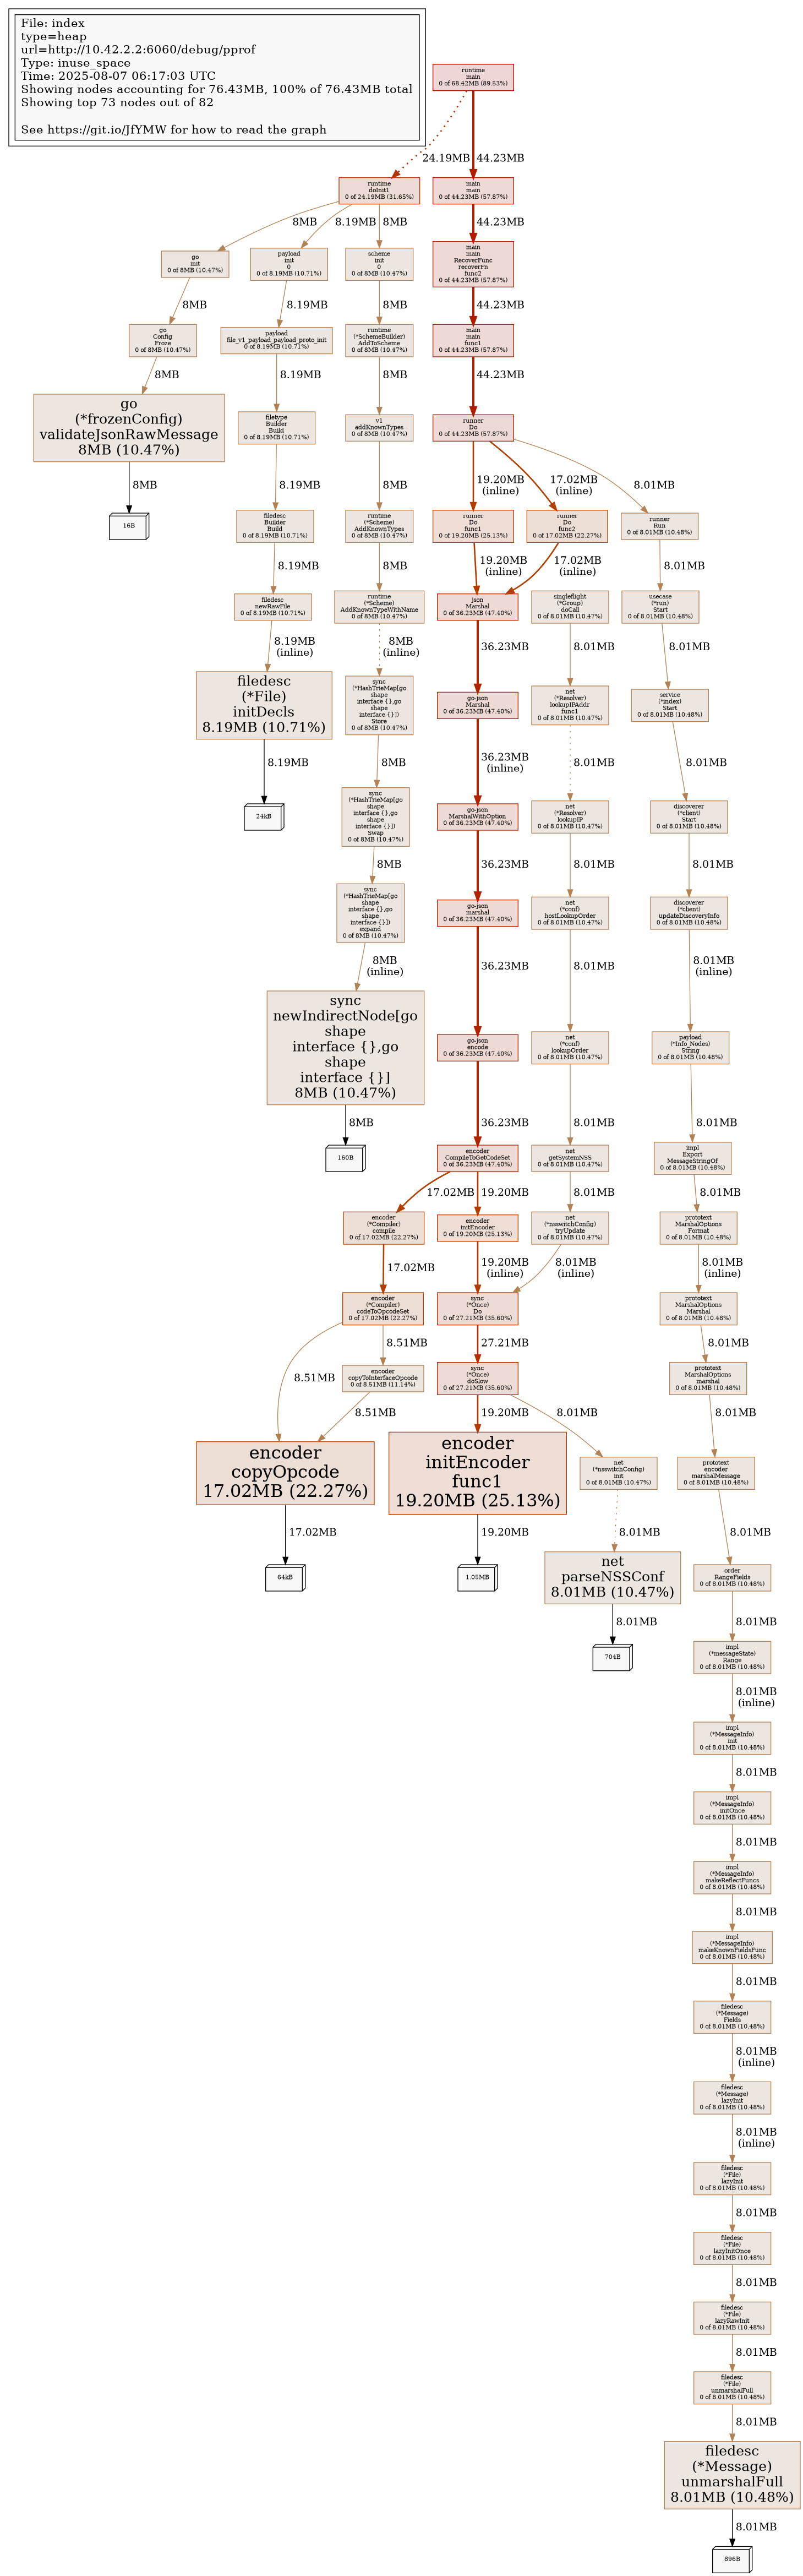 File: index
type=heap
url=http://10.42.2.2:6060/debug/pprof
Type: inuse_space
Time: 2025-08-07 06:17:03 UTC
Showing nodes accounting for 76.43MB, 100% of 76.43MB total
Showing top 73 nodes out of 82
See https://git.io/JfYMW for how to read the graph
runtime
main
0 of 68.42MB (89.53%)
24.19MB
44.23MB
runtime
doInit1
0 of 24.19MB (31.65%)
main
main
0 of 44.23MB (57.87%)
8MB
8.19MB
8MB
44.23MB
go
init
0 of 8MB (10.47%)
payload
init
0
0 of 8.19MB (10.71%)
scheme
init
0
0 of 8MB (10.47%)
main
main
RecoverFunc
recoverFn
func2
0 of 44.23MB (57.87%)
8MB
8.19MB
8MB
44.23MB
go
Config
Froze
0 of 8MB (10.47%)
payload
file_v1_payload_payload_proto_init
0 of 8.19MB (10.71%)
runtime
(*SchemeBuilder)
AddToScheme
0 of 8MB (10.47%)
main
main
func1
0 of 44.23MB (57.87%)
8MB
8.19MB
8MB
44.23MB
go
(*frozenConfig)
validateJsonRawMessage
8MB (10.47%)
filetype
Builder
Build
0 of 8.19MB (10.71%)
v1
addKnownTypes
0 of 8MB (10.47%)
runner
Do
0 of 44.23MB (57.87%)
8MB
8.19MB
8MB
19.20MB
(inline)
17.02MB
(inline)
8.01MB
16B
filedesc
Builder
Build
0 of 8.19MB (10.71%)
runtime
(*Scheme)
AddKnownTypes
0 of 8MB (10.47%)
runner
Do
func1
0 of 19.20MB (25.13%)
runner
Do
func2
0 of 17.02MB (22.27%)
runner
Run
0 of 8.01MB (10.48%)
8.19MB
8MB
19.20MB
(inline)
17.02MB
(inline)
8.01MB
filedesc
newRawFile
0 of 8.19MB (10.71%)
runtime
(*Scheme)
AddKnownTypeWithName
0 of 8MB (10.47%)
json
Marshal
0 of 36.23MB (47.40%)
singleflight
(*Group)
doCall
0 of 8.01MB (10.47%)
usecase
(*run)
Start
0 of 8.01MB (10.48%)
8.19MB
(inline)
8MB
(inline)
36.23MB
8.01MB
8.01MB
filedesc
(*File)
initDecls
8.19MB (10.71%)
sync
(*HashTrieMap[go
shape
interface {},go
shape
interface {}])
Store
0 of 8MB (10.47%)
go-json
Marshal
0 of 36.23MB (47.40%)
net
(*Resolver)
lookupIPAddr
func1
0 of 8.01MB (10.47%)
service
(*index)
Start
0 of 8.01MB (10.48%)
8.19MB
8MB
36.23MB
(inline)
8.01MB
8.01MB
24kB
sync
(*HashTrieMap[go
shape
interface {},go
shape
interface {}])
Swap
0 of 8MB (10.47%)
go-json
MarshalWithOption
0 of 36.23MB (47.40%)
net
(*Resolver)
lookupIP
0 of 8.01MB (10.47%)
discoverer
(*client)
Start
0 of 8.01MB (10.48%)
8MB
36.23MB
8.01MB
8.01MB
sync
(*HashTrieMap[go
shape
interface {},go
shape
interface {}])
expand
0 of 8MB (10.47%)
go-json
marshal
0 of 36.23MB (47.40%)
net
(*conf)
hostLookupOrder
0 of 8.01MB (10.47%)
discoverer
(*client)
updateDiscoveryInfo
0 of 8.01MB (10.48%)
8MB
(inline)
36.23MB
8.01MB
8.01MB
(inline)
sync
newIndirectNode[go
shape
interface {},go
shape
interface {}]
8MB (10.47%)
go-json
encode
0 of 36.23MB (47.40%)
net
(*conf)
lookupOrder
0 of 8.01MB (10.47%)
payload
(*Info_Nodes)
String
0 of 8.01MB (10.48%)
8MB
36.23MB
8.01MB
8.01MB
160B
encoder
CompileToGetCodeSet
0 of 36.23MB (47.40%)
net
getSystemNSS
0 of 8.01MB (10.47%)
impl
Export
MessageStringOf
0 of 8.01MB (10.48%)
17.02MB
19.20MB
8.01MB
8.01MB
encoder
(*Compiler)
compile
0 of 17.02MB (22.27%)
encoder
initEncoder
0 of 19.20MB (25.13%)
net
(*nsswitchConfig)
tryUpdate
0 of 8.01MB (10.47%)
prototext
MarshalOptions
Format
0 of 8.01MB (10.48%)
17.02MB
19.20MB
(inline)
8.01MB
(inline)
8.01MB
(inline)
encoder
(*Compiler)
codeToOpcodeSet
0 of 17.02MB (22.27%)
sync
(*Once)
Do
0 of 27.21MB (35.60%)
prototext
MarshalOptions
Marshal
0 of 8.01MB (10.48%)
8.51MB
8.51MB
27.21MB
8.01MB
encoder
copyToInterfaceOpcode
0 of 8.51MB (11.14%)
sync
(*Once)
doSlow
0 of 27.21MB (35.60%)
prototext
MarshalOptions
marshal
0 of 8.01MB (10.48%)
8.51MB
19.20MB
8.01MB
8.01MB
encoder
copyOpcode
17.02MB (22.27%)
encoder
initEncoder
func1
19.20MB (25.13%)
net
(*nsswitchConfig)
init
0 of 8.01MB (10.47%)
prototext
encoder
marshalMessage
0 of 8.01MB (10.48%)
17.02MB
19.20MB
8.01MB
8.01MB
64kB
1.05MB
net
parseNSSConf
8.01MB (10.47%)
order
RangeFields
0 of 8.01MB (10.48%)
8.01MB
8.01MB
704B
impl
(*messageState)
Range
0 of 8.01MB (10.48%)
8.01MB
(inline)
impl
(*MessageInfo)
init
0 of 8.01MB (10.48%)
8.01MB
impl
(*MessageInfo)
initOnce
0 of 8.01MB (10.48%)
8.01MB
impl
(*MessageInfo)
makeReflectFuncs
0 of 8.01MB (10.48%)
8.01MB
impl
(*MessageInfo)
makeKnownFieldsFunc
0 of 8.01MB (10.48%)
8.01MB
filedesc
(*Message)
Fields
0 of 8.01MB (10.48%)
8.01MB
(inline)
filedesc
(*Message)
lazyInit
0 of 8.01MB (10.48%)
8.01MB
(inline)
filedesc
(*File)
lazyInit
0 of 8.01MB (10.48%)
8.01MB
filedesc
(*File)
lazyInitOnce
0 of 8.01MB (10.48%)
8.01MB
filedesc
(*File)
lazyRawInit
0 of 8.01MB (10.48%)
8.01MB
filedesc
(*File)
unmarshalFull
0 of 8.01MB (10.48%)
8.01MB
filedesc
(*Message)
unmarshalFull
8.01MB (10.48%)
8.01MB
896B